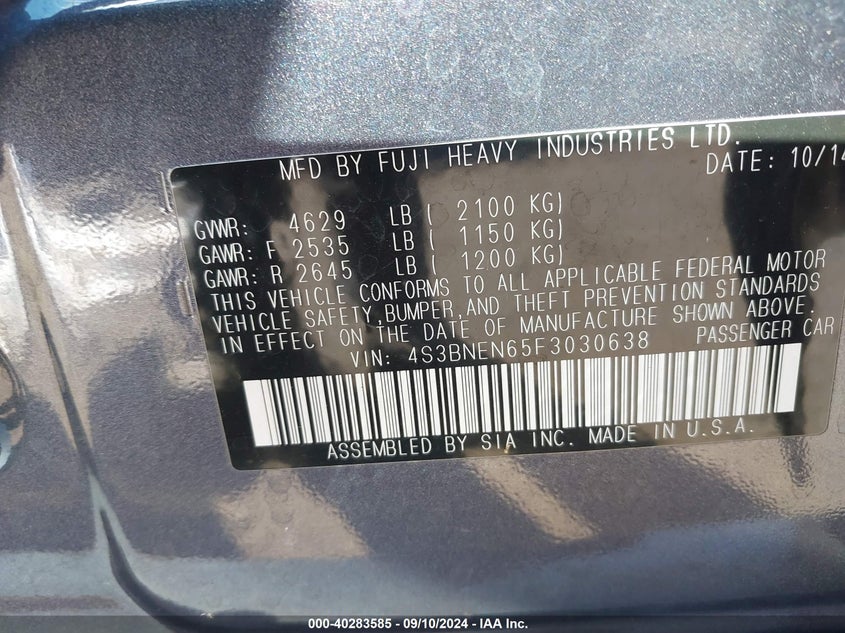 MFD BY FUJI HEAVY INDUSTRIES LTD.
DATE: 10/14
GVWR: 4629 LB ( 2100 KG)
GAWR: F 2535 LB ( 1150 KG)
GAWR: R 2645 LB ( 1200 KG)
THIS VEHICLE CONFORMS TO ALL APPLICABLE FEDERAL MOTOR
VEHICLE SAFETY,BUMPER,AND THEFT PREVENTION STANDARDS
IN EFFECT ON THE DATE OF MANUFACTURE SHOWN ABOVE.
VIN: 4S3BNEN65F3030638 PASSENGER CAR
ASSEMBLED BY SIA INC. MADE IN U.S.A.
000-40283585 - 09/10/2024 - IAA Inc.